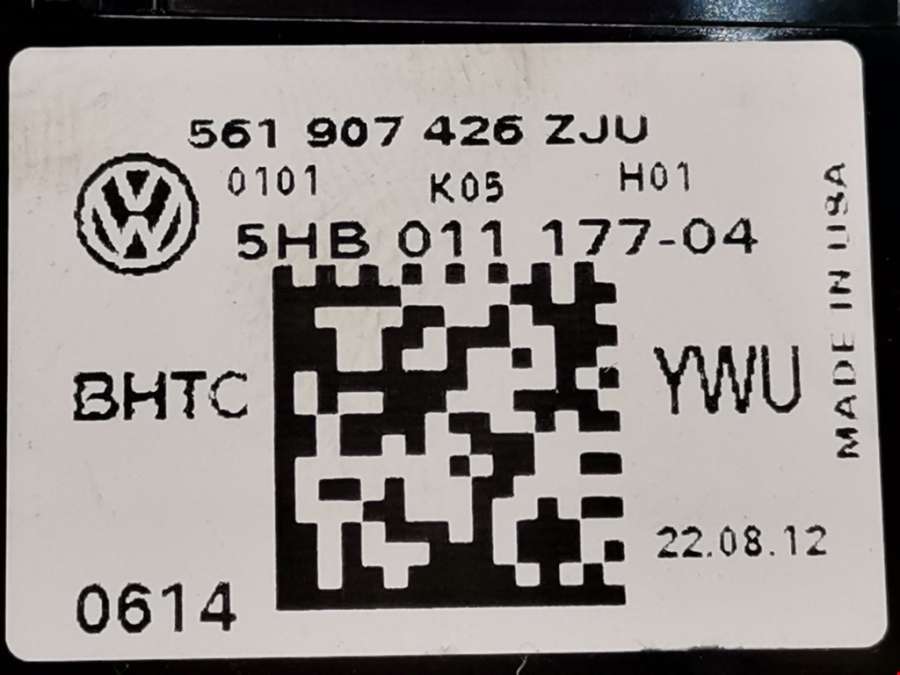 561 907 426 ZJU
0101 K05 H01
5HB 011 177-04
BHTC
YWU
22.08.12
0614
MADE IN USA